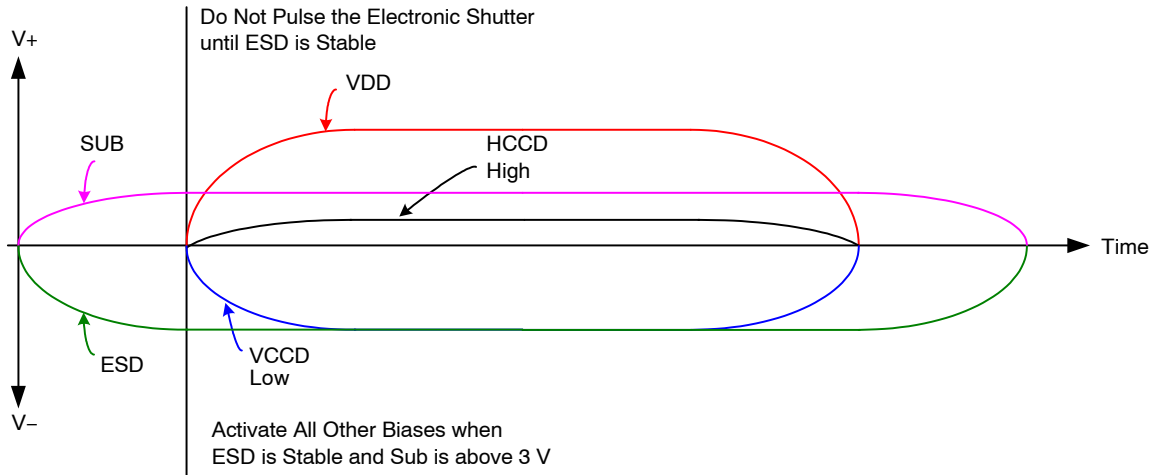 Do Not Pulse the Electronic Shutter
until ESD is Stable
V+
VDD
SUB
HCCD
High
Time
ESD
VCCD
Low
V–
Activate All Other Biases when
ESD is Stable and Sub is above 3 V